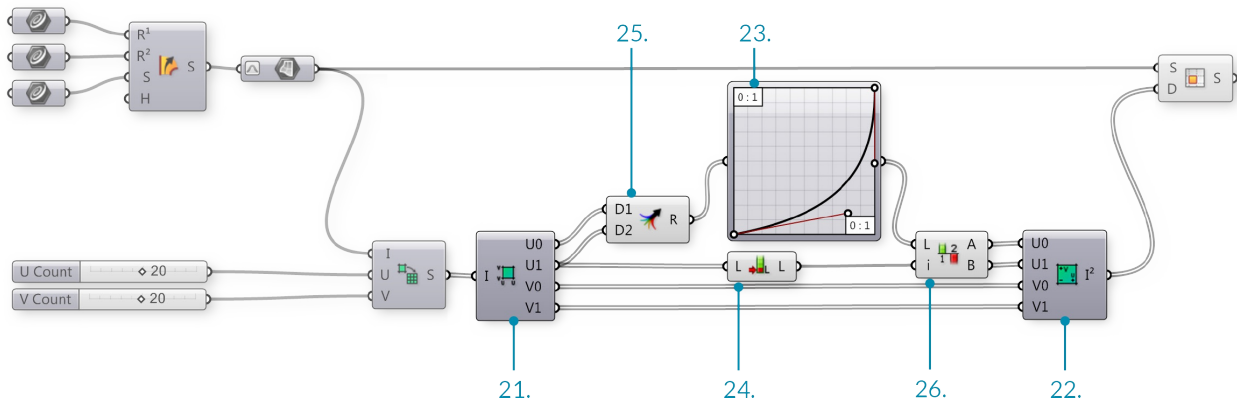 25.
23.
R¹
R²
S
H
S
0 : 1
S
D
S
D1
D2
R
0 : 1
U Count
20
V Count
20
I
U
V
S
I
U0
U1
V0
V1
L
L
L
i
A
B
U0
U1
V0
V1
I²
21.
24.
26.
22.